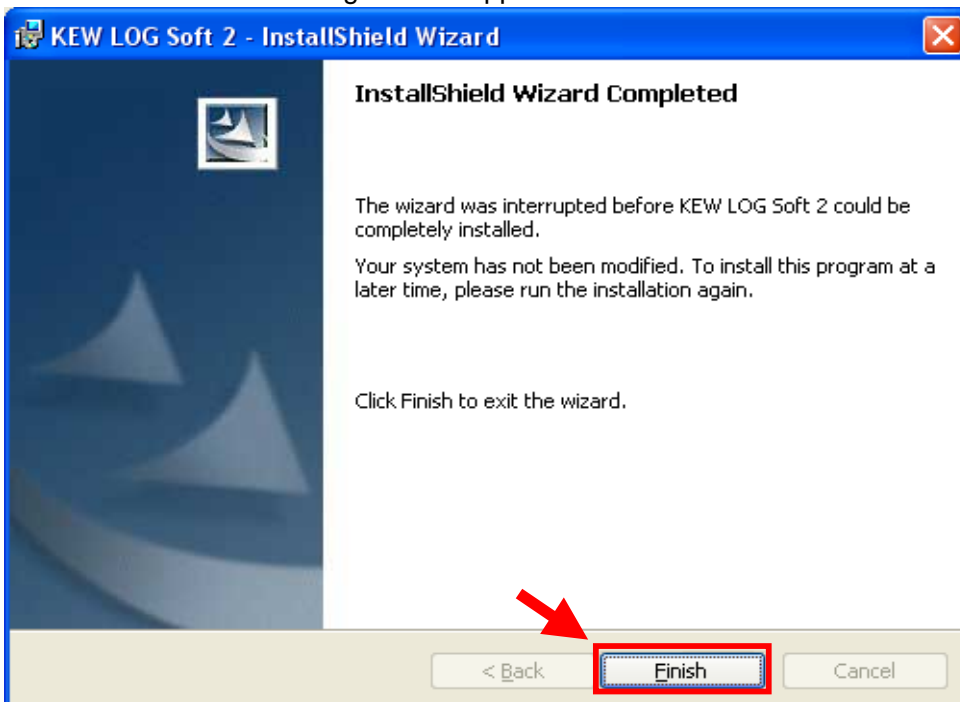 KEW LOG Soft 2 - InstallShield Wizard
InstallShield Wizard Completed
The wizard was interrupted before KEW LOG Soft 2 could be
completely installed.
Your system has not been modified. To install this program at a
later time, please run the installation again.
Click Finish to exit the wizard.
< Back
Finish
Cancel